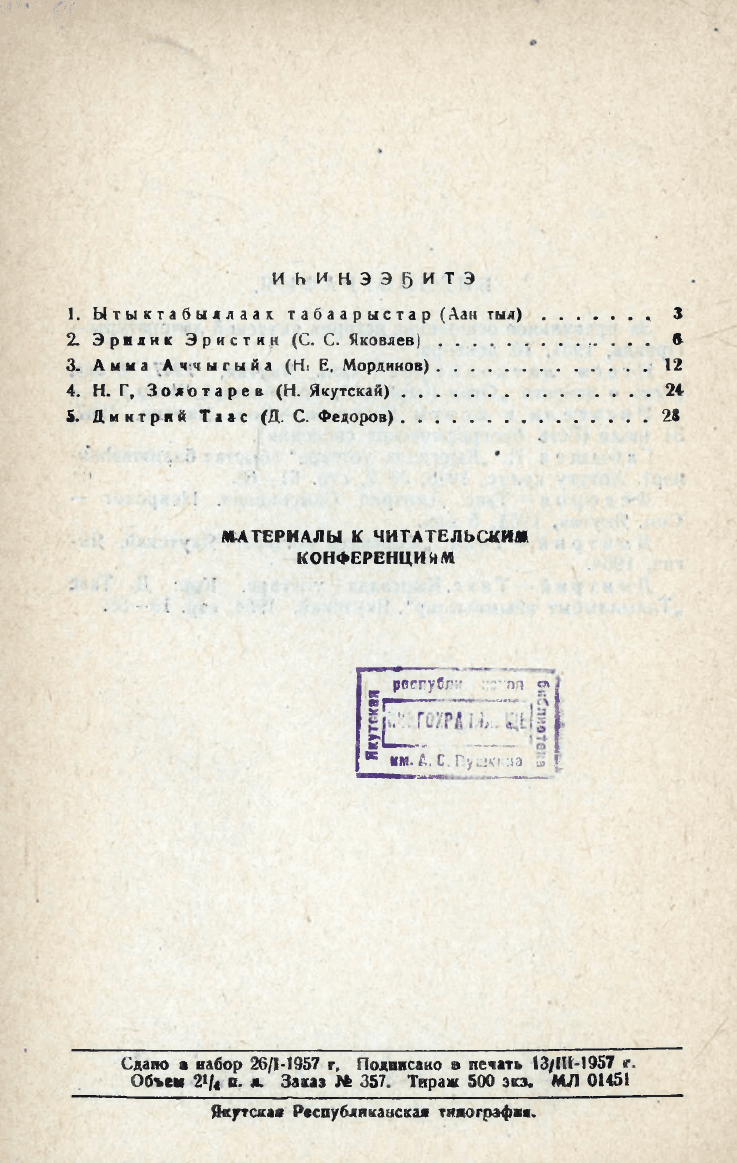 ИҺИҤЭЭҔИТЭ
1. Ытыктабыллаах табаарыстар (Аан тыл) . . . . . . . 3
2. Эрилик Эристин (С. С. Яковлев) . . . . . . . . . . . . . 6
3. Амма Аччыгыйа (Н. Е. Мординов) . . . . . . . . . . . . 12
4. Н. Г. Золотарев (Н. Якутскай) . . . . . . . . . . . . . . 24
5. Дмитрий Таас (Д. С. Федоров) . . . . . . . . . . . . . . 28
МАТЕРИАЛЫ К ЧИТАТЕЛЬСКИМ
КОНФЕРЕНЦИЯМ
Якутская
библиотека
им. А. С. Пушкина
Сдано в набор 26/I-1957 г. Подписано в печать 13/III-1957 г.
Объем 2¹/₄ п. л. Заказ № 357. Тираж 500 экз. МЛ 01451
Якутская Республиканская типография.